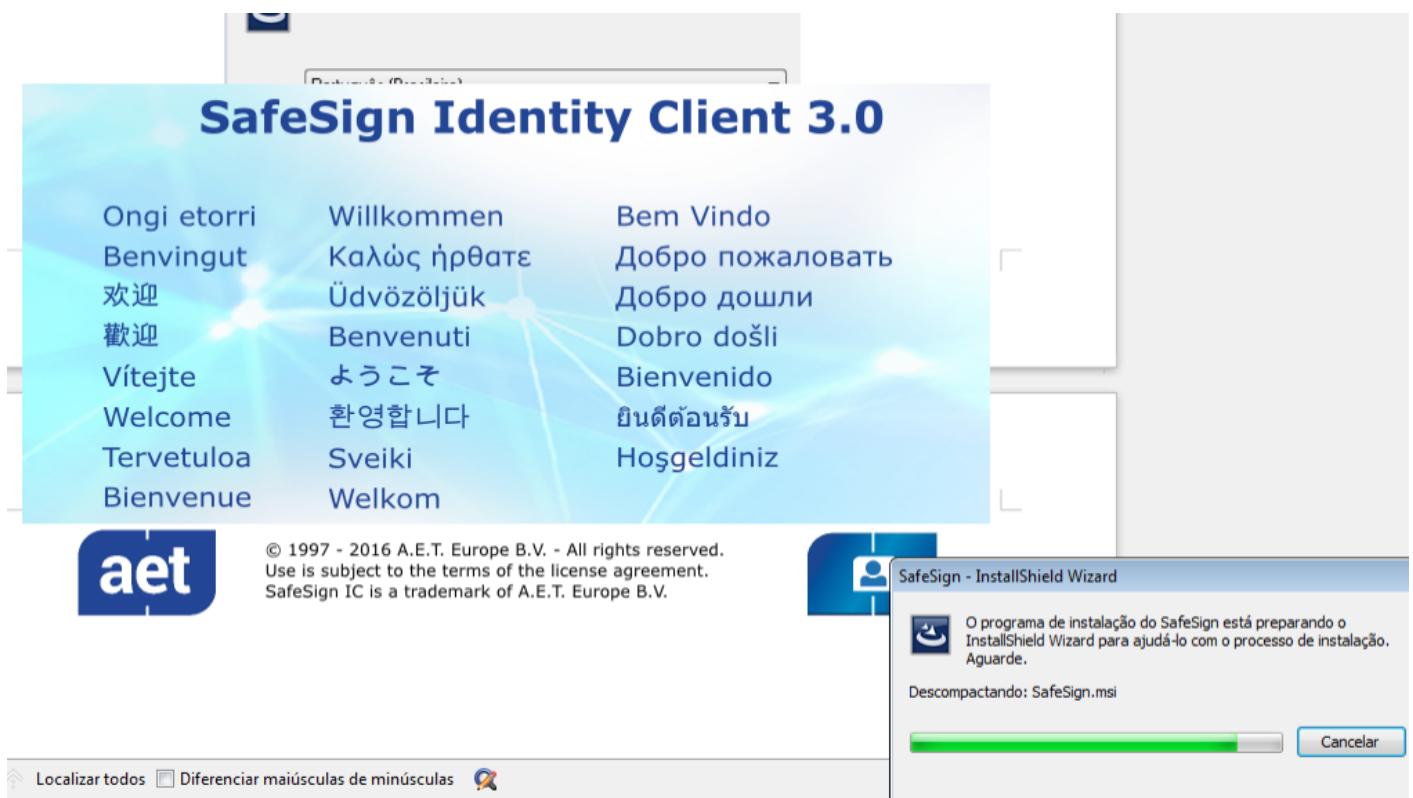 Português (Brasileiro)
SafeSign Identity Client 3.0
Ongi etorri
Benvingut
欢迎
歡迎
Vítejte
Welcome
Tervetuloa
Bienvenue
Willkommen
Καλώς ήρθατε
Üdvözöljük
Benvenuti
ようこそ
환영합니다
Sveiki
Welkom
Bem Vindo
Добро пожаловать
Добро дошли
Dobro došli
Bienvenido
ยินดีต้อนรับ
Hoşgeldiniz
aet
© 1997 - 2016 A.E.T. Europe B.V. - All rights reserved.
Use is subject to the terms of the license agreement.
SafeSign IC is a trademark of A.E.T. Europe B.V.
SafeSign - InstallShield Wizard
O programa de instalação do SafeSign está preparando o
InstallShield Wizard para ajudá-lo com o processo de instalação.
Aguarde.
Descompactando: SafeSign.msi
Cancelar
Localizar todos
Diferenciar maiúsculas de minúsculas